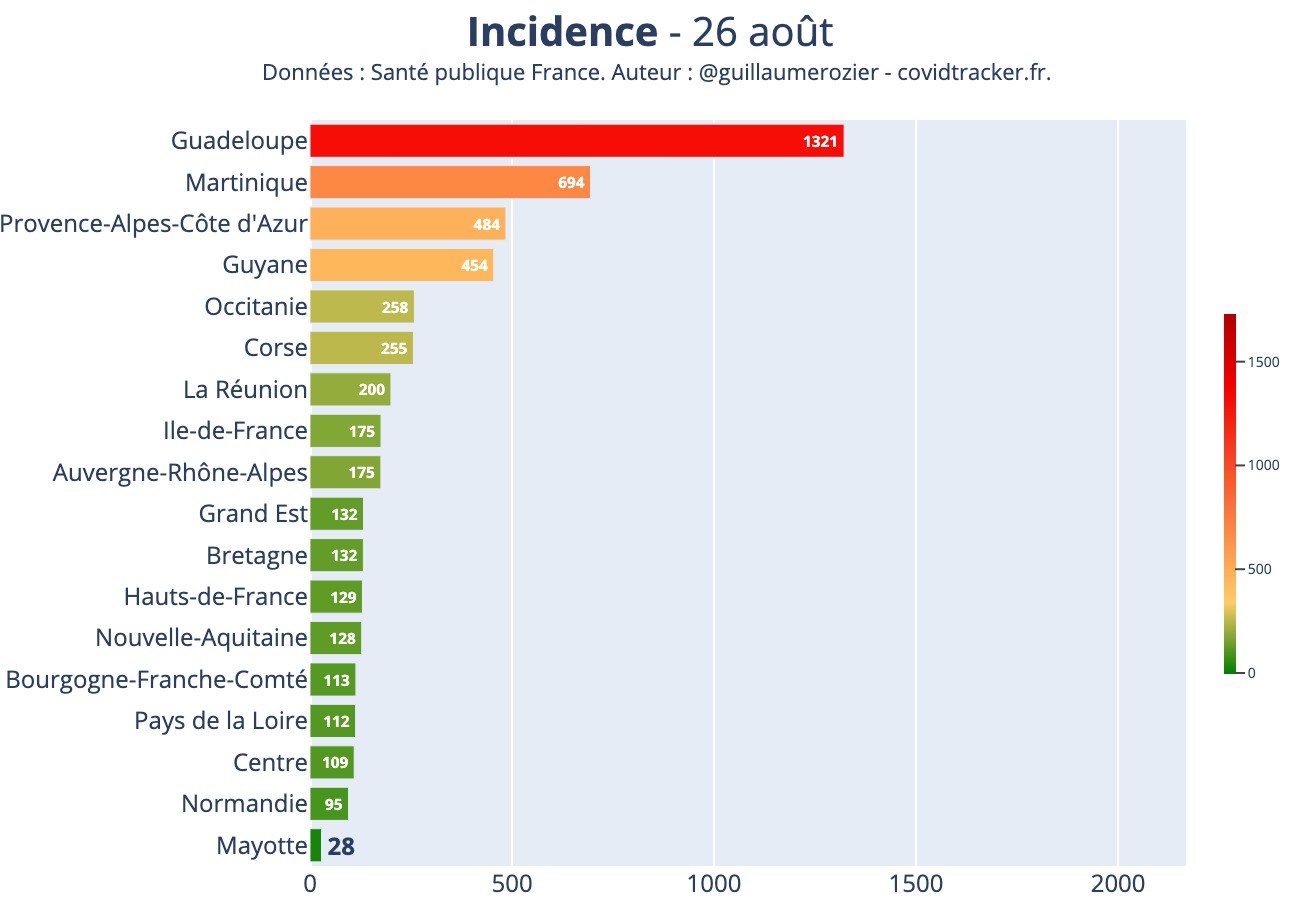 Incidence - 26 août
Données : Santé publique France. Auteur : @guillaumerozier - covidtracker.fr.
Guadeloupe 1321
Martinique 694
Provence-Alpes-Côte d'Azur 484
Guyane 454
Occitanie 258
Corse 255
La Réunion 200
Ile-de-France 175
Auvergne-Rhône-Alpes 175
Grand Est 132
Bretagne 132
Hauts-de-France 129
Nouvelle-Aquitaine 128
Bourgogne-Franche-Comté 113
Pays de la Loire 112
Centre 109
Normandie 95
Mayotte 28
0 500 1000 1500 2000
1500
1000
500
0